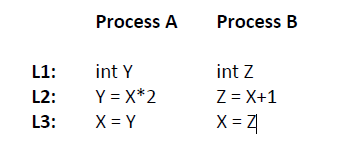 Process A Process B
L1: int Y int Z
L2: Y = X*2 Z = X+1
L3: X = Y X = Z